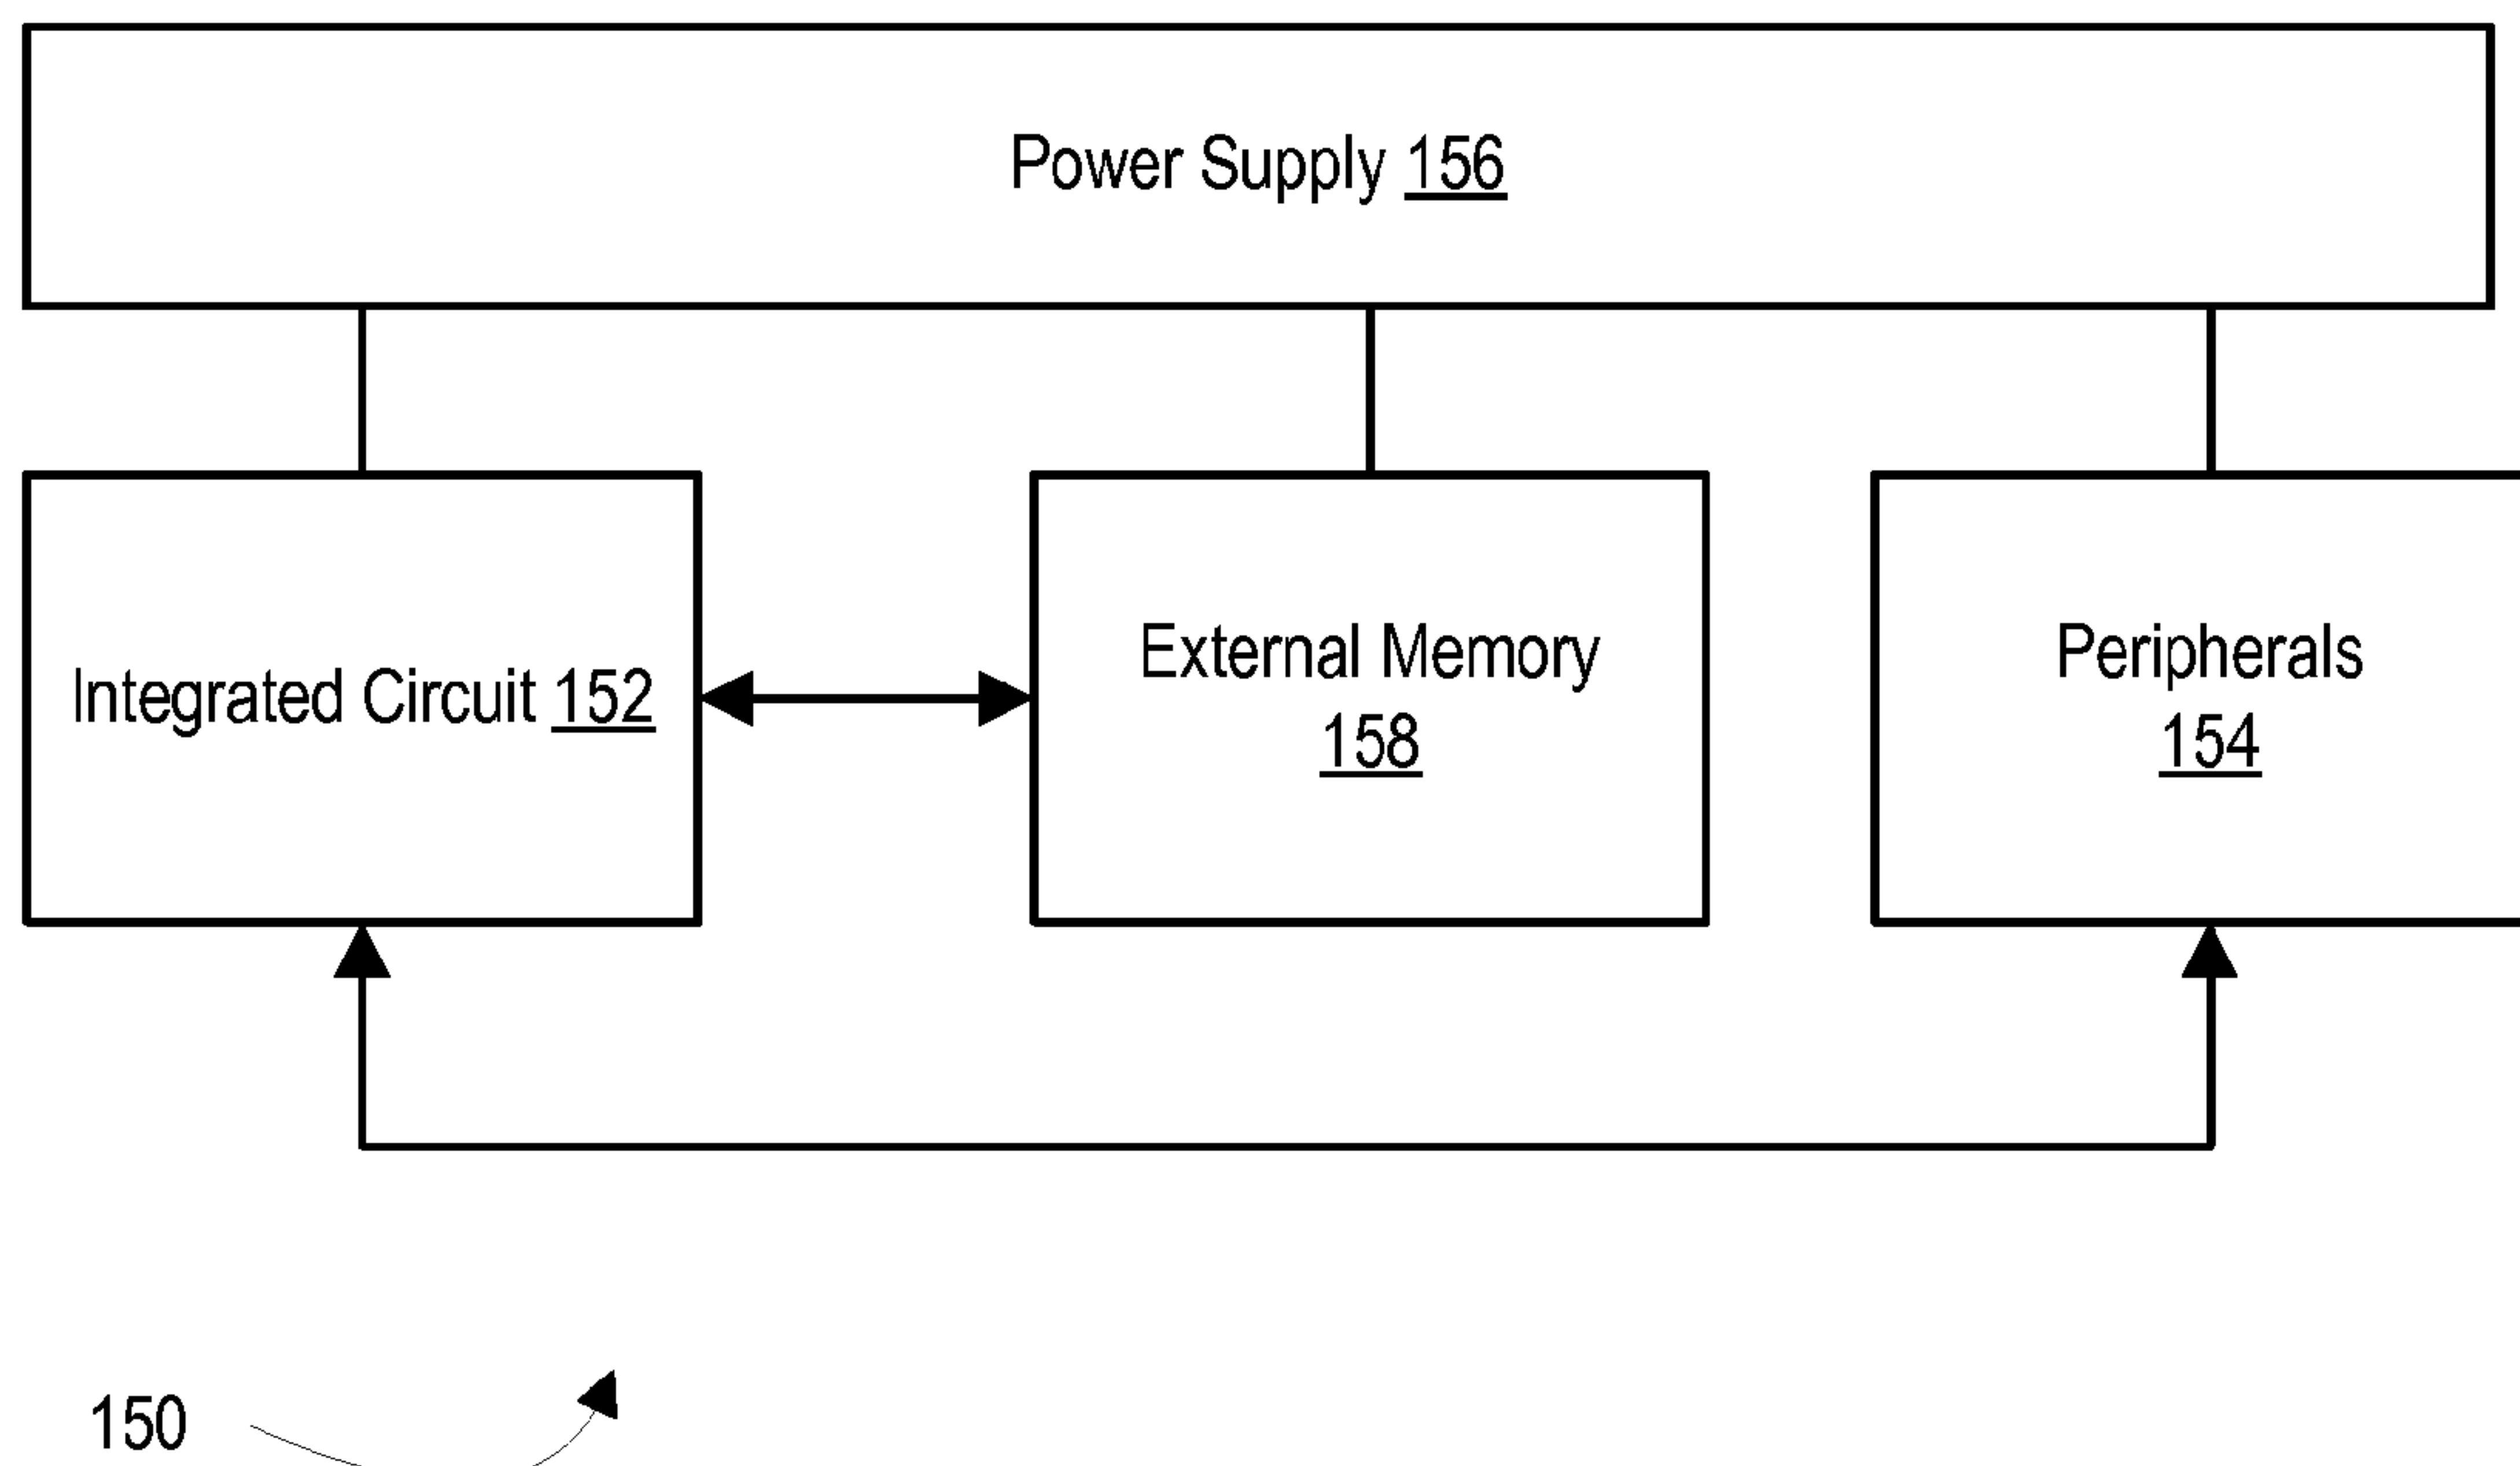 Power Supply 156
Integrated Circuit 152
External Memory
158
Peripherals
154
150